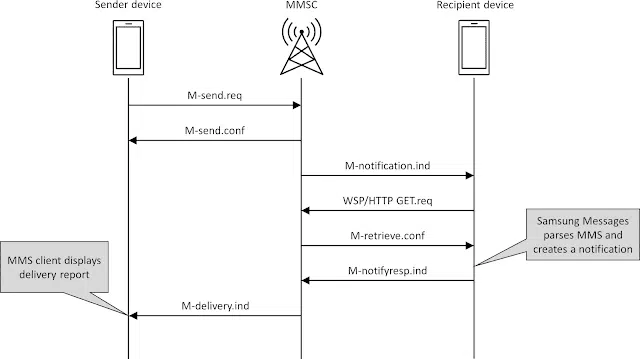 Sender device
MMSC
Recipient device
M-send.req
M-send.conf
M-notification.ind
WSP/HTTP GET.req
M-retrieve.conf
Samsung Messages
parses MMS and
creates a notification
MMS client displays
delivery report
M-notifyresp.ind
M-delivery.ind